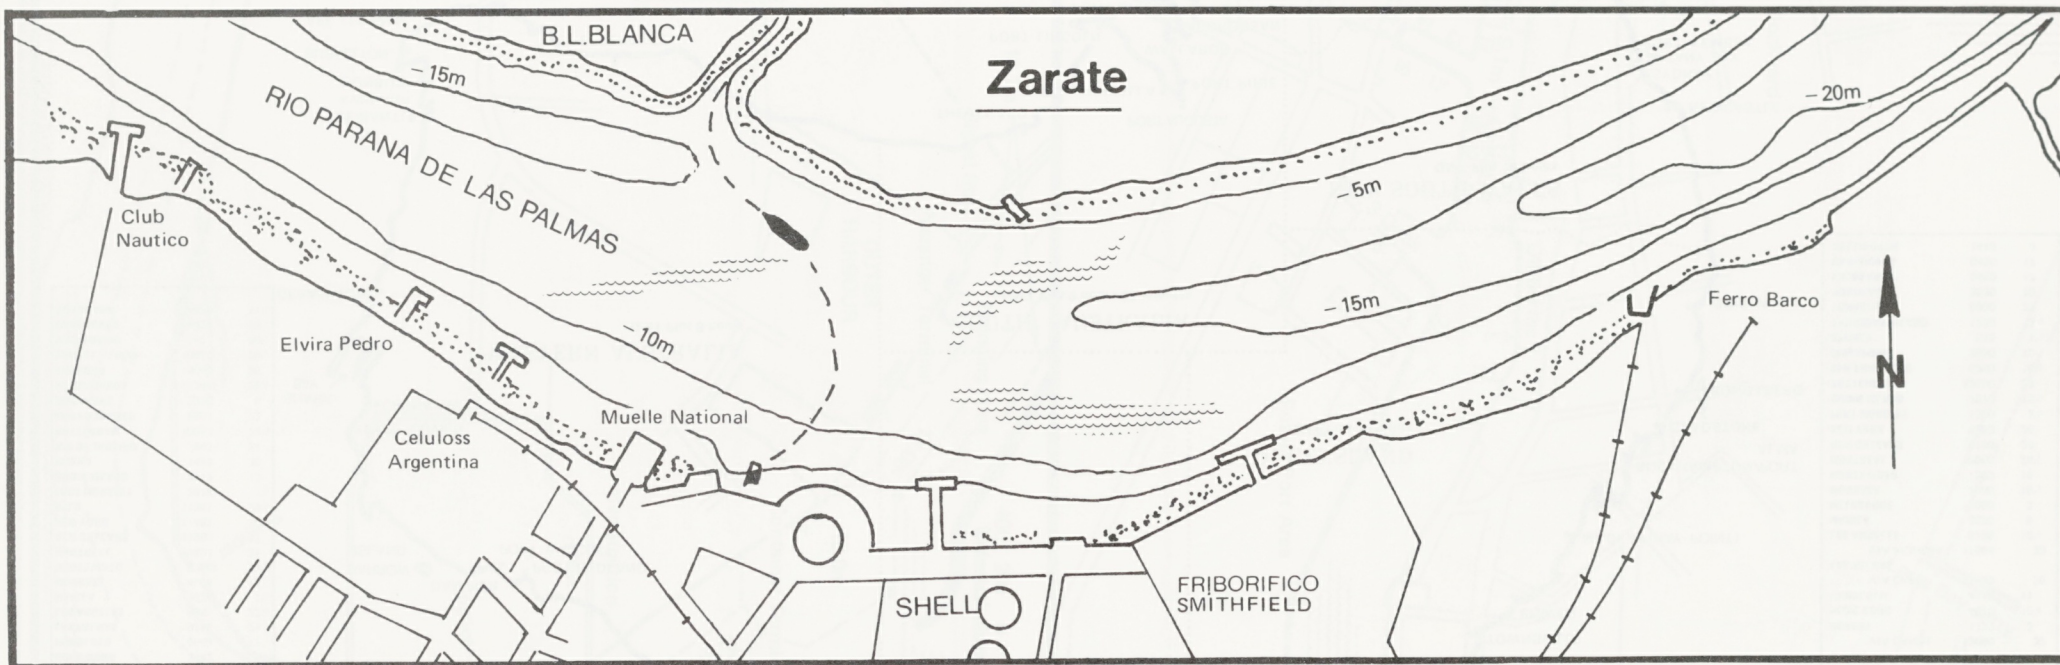 B.L.BLANCA
Zarate
-15m
-20m
RIO PARANA DE LAS PALMAS
-5m
Club
Nautico
-15m
Ferro Barco
-10m
Elvira Pedro
N
Muelle National
Celuloss
Argentina
FRIBORIFICO
SMITHFIELD
SHELL